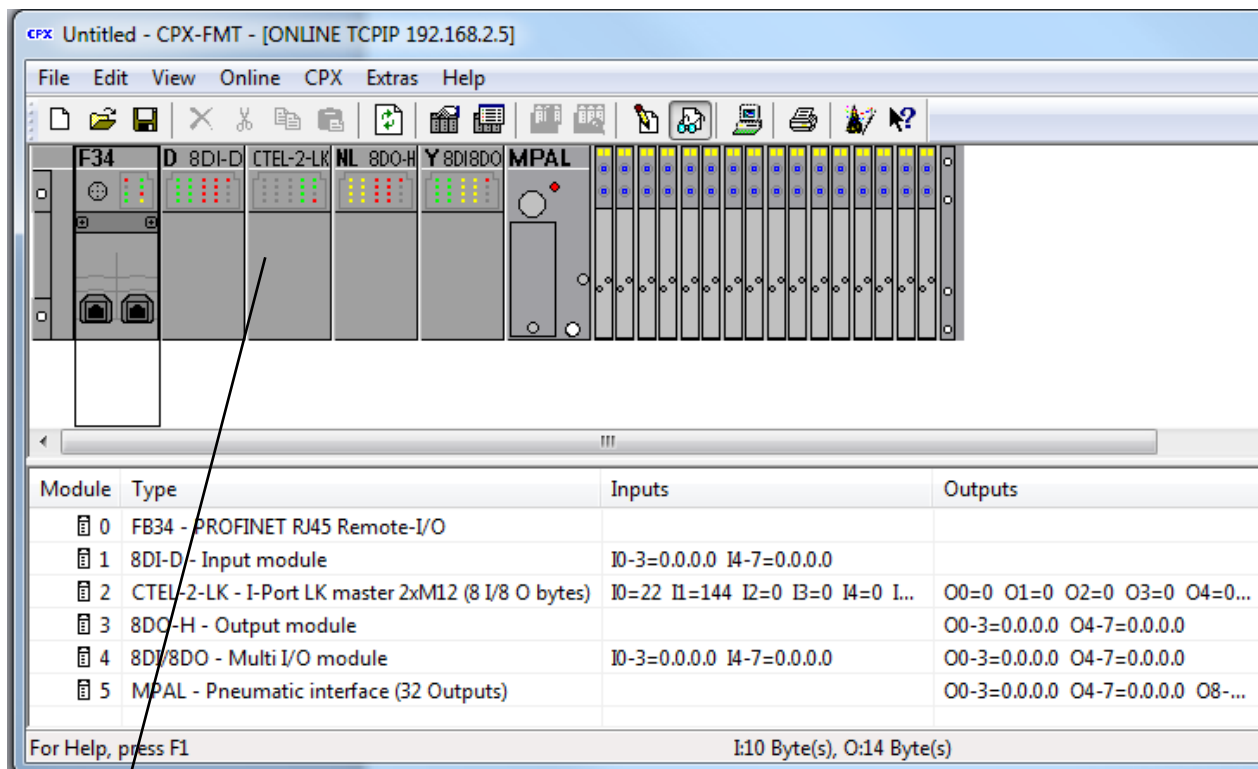 CPX Untitled - CPX-FMT - [ONLINE TCPIP 192.168.2.5]
File Edit View Online CPX Extras Help
F34 D 8DI-D CTEL-2-LK NL 8DO-H Y 8DI8DO MPAL
Module Type Inputs Outputs
0 FB34 - PROFINET RJ45 Remote-I/O
1 8DI-D - Input module I0-3=0.0.0.0 I4-7=0.0.0.0
2 CTEL-2-LK - I-Port LK master 2xM12 (8 I/8 O bytes) I0=22 I1=144 I2=0 I3=0 I4=0 I... O0=0 O1=0 O2=0 O3=0 O4=0...
3 8DO-H - Output module O0-3=0.0.0.0 O4-7=0.0.0.0
4 8DI/8DO - Multi I/O module I0-3=0.0.0.0 I4-7=0.0.0.0 O0-3=0.0.0.0 O4-7=0.0.0.0
5 MPAL - Pneumatic interface (32 Outputs) O0-3=0.0.0.0 O4-7=0.0.0.0 O8-...
For Help, press F1 I:10 Byte(s), O:14 Byte(s)